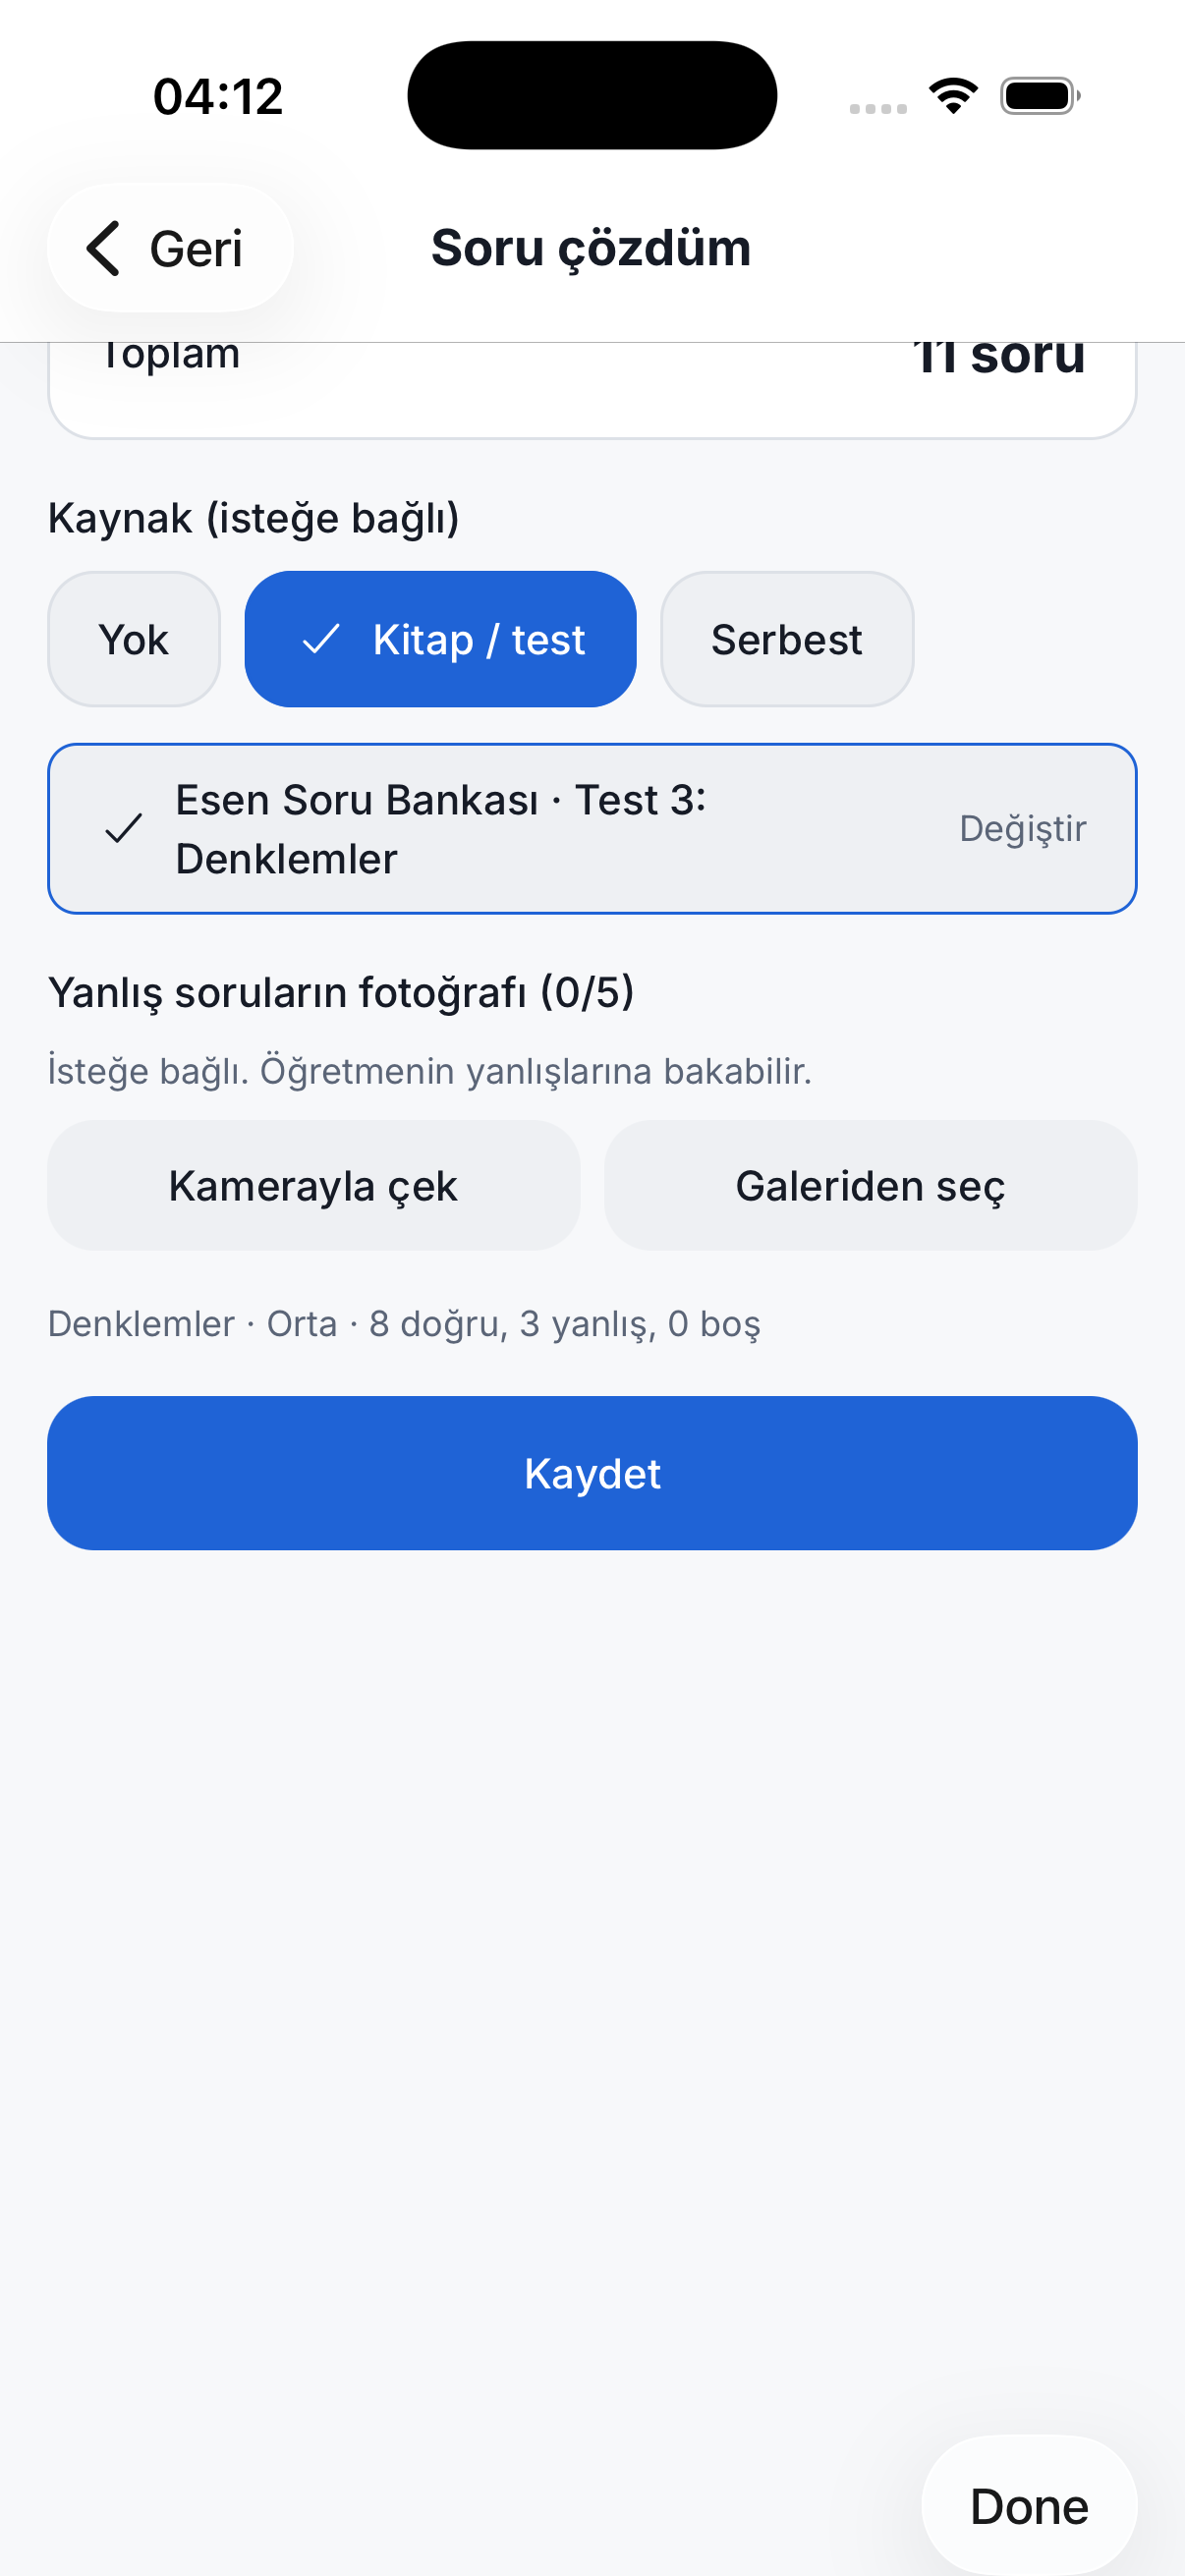 04:12
Geri
Soru çözdüm
Toplam
11 soru
Kaynak (isteğe bağlı)
Yok
Kitap / test
Serbest
Esen Soru Bankası · Test 3:
Denklemler
Değiştir
Yanlış soruların fotoğrafı (0/5)
İsteğe bağlı. Öğretmenin yanlışlarına bakabilir.
Kamerayla çek
Galeriden seç
Denklemler · Orta · 8 doğru, 3 yanlış, 0 boş
Kaydet
Done